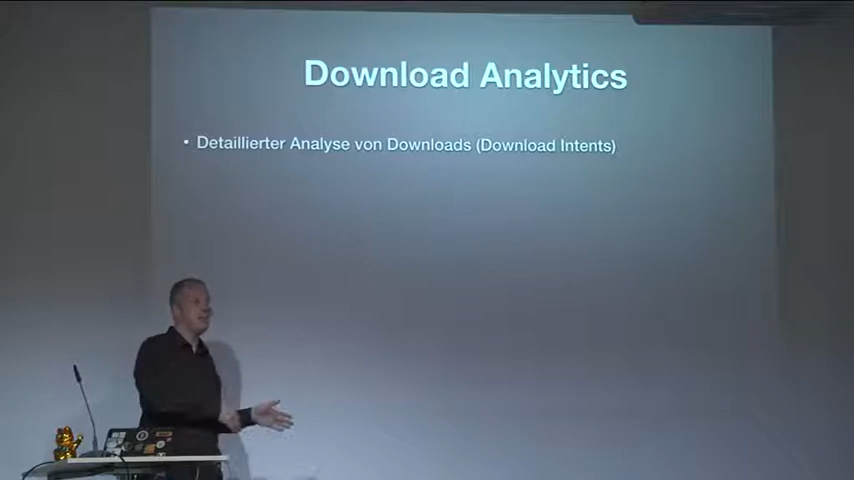 Download Analytics
• Detaillierter Analyse von Downloads (Download Intents)